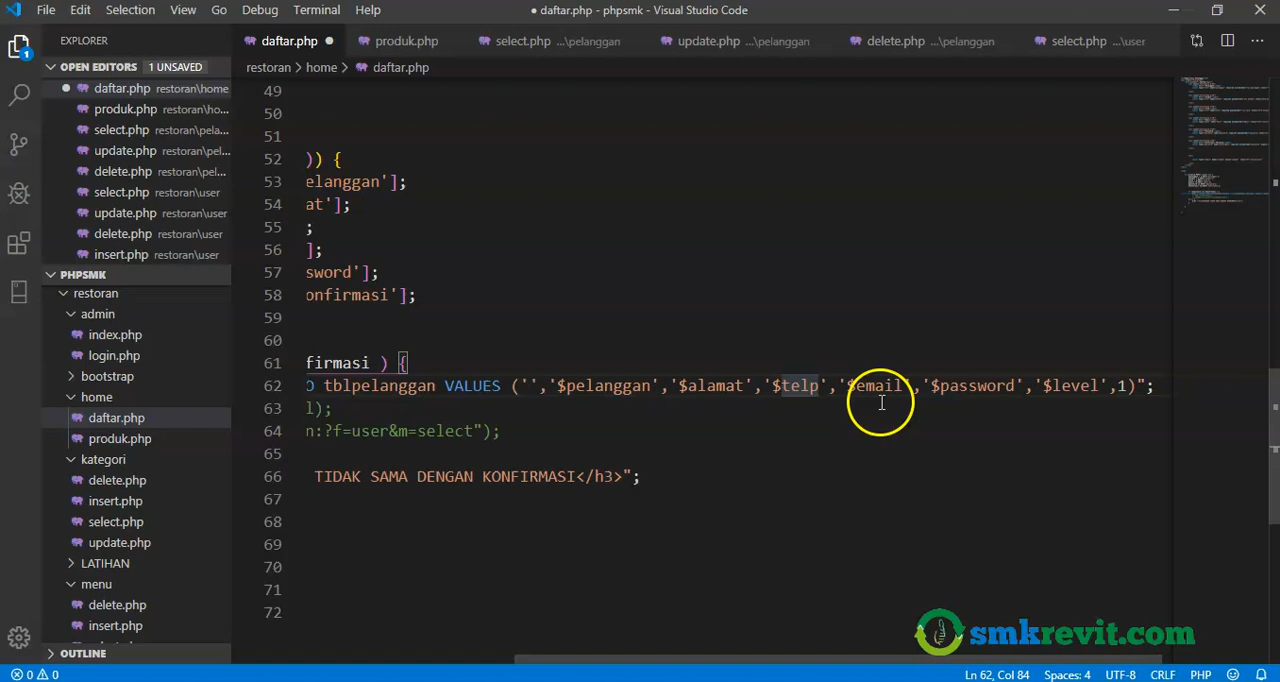 File Edit Selection View Go Debug Terminal Help
● daftar.php - phpsmk - Visual Studio Code
EXPLORER
daftar.php ●
produk.php
select.php ...\pelanggan
update.php ...\pelanggan
delete.php ...\pelanggan
select.php ...\user
1
OPEN EDITORS 1 UNSAVED
restoran > home > daftar.php
daftar.php restoran\home
produk.php restoran\ho...
select.php restoran\pela...
update.php restoran\pel...
delete.php restoran\pel...
select.php restoran\user
update.php restoran\user
delete.php restoran\user
insert.php restoran\user
PHPSMK
restoran
admin
index.php
login.php
bootstrap
home
daftar.php
produk.php
kategori
delete.php
insert.php
select.php
update.php
LATIHAN
menu
delete.php
insert.php
OUTLINE
49
50
51
52 )) {
53 elanggan'];
54 at'];
55 ;
56 ];
57 sword'];
58 onfirmasi'];
59
60
61 firmasi ) {
62 O tblpelanggan VALUES ('','$pelanggan','$alamat','$telp','$email','$password','$level',1)";
63 l);
64 n:?f=user&m=select");
65
66 TIDAK SAMA DENGAN KONFIRMASI</h3>";
67
68
69
70
71
72
smkrevit.com
0 0
Ln 62, Col 84 Spaces: 4 UTF-8 CRLF PHP